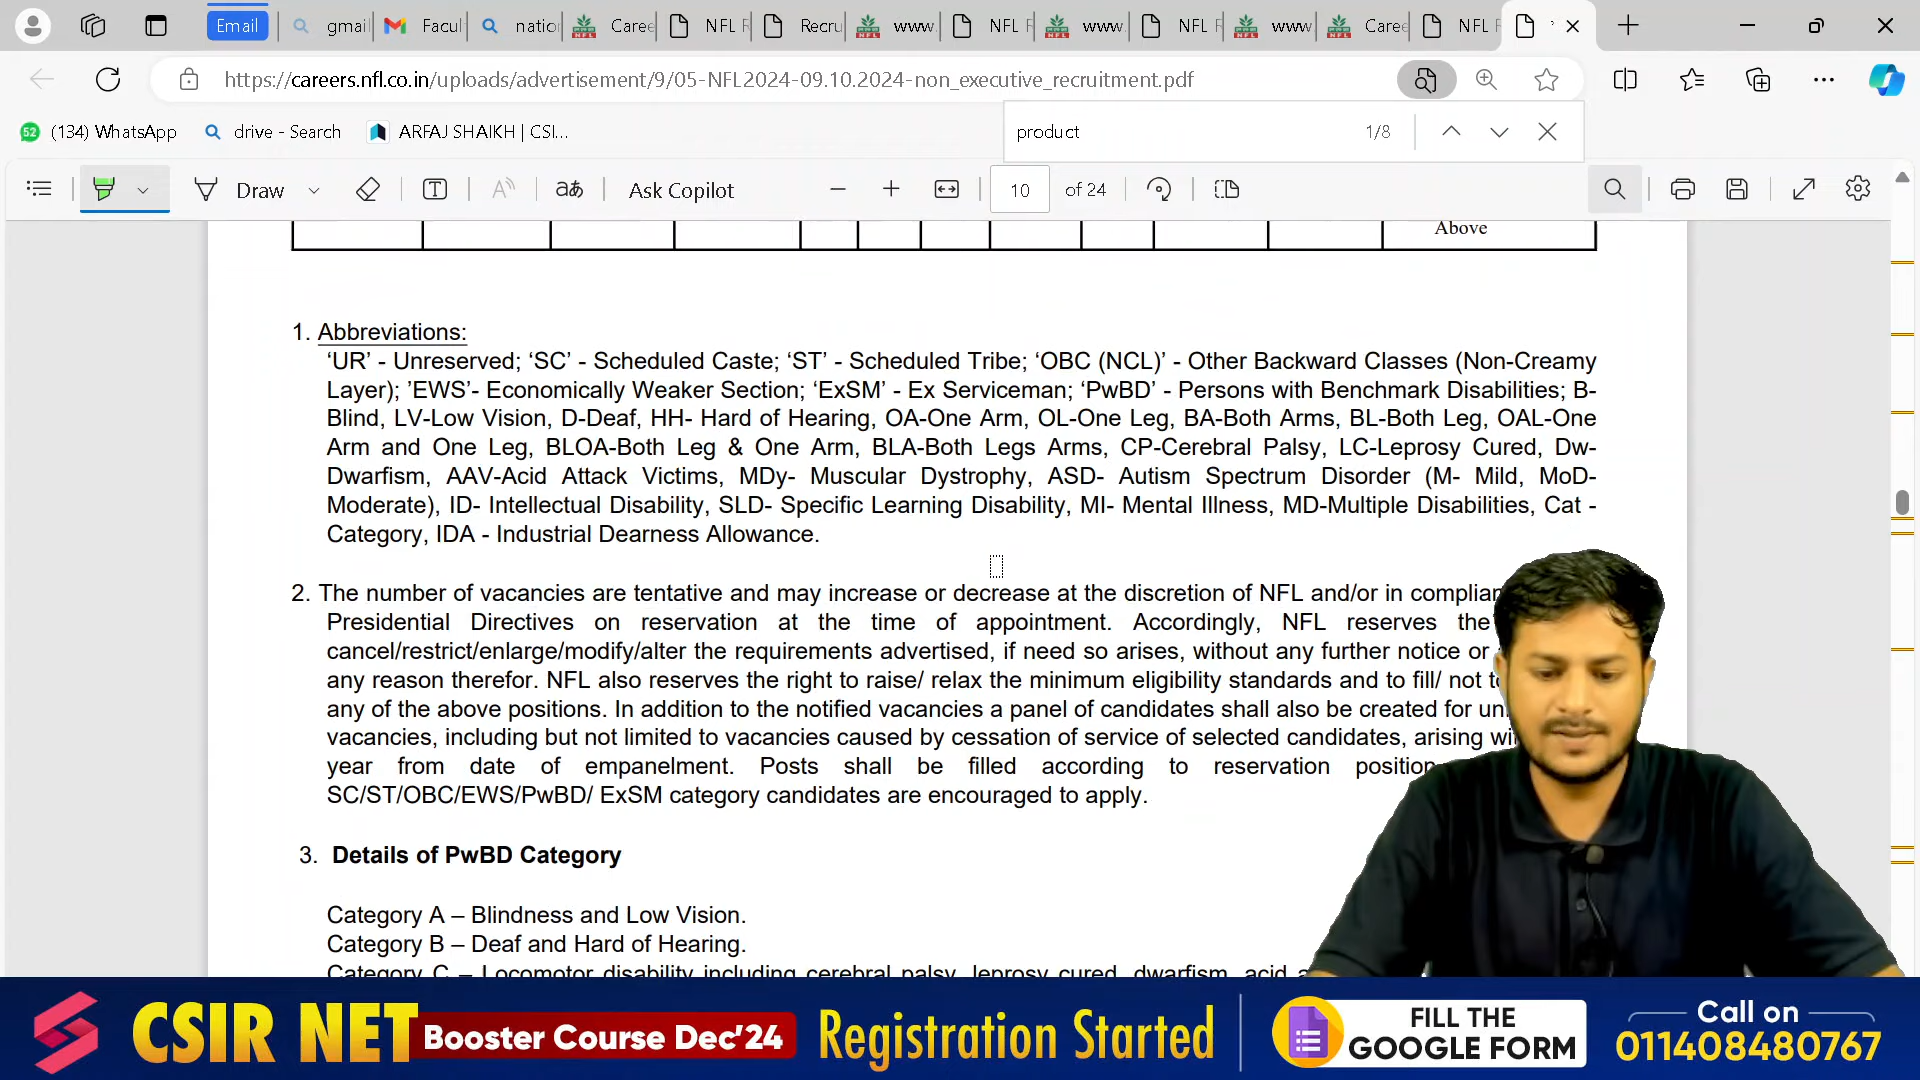 Email
gmail
Facul
natio
Caree
NFL R
Recru
www.
NFL F
www.
NFL F
www
Caree
NFL F
https://careers.nfl.co.in/uploads/advertisement/9/05-NFL2024-09.10.2024-non_executive_recruitment.pdf
52 (134) WhatsApp
drive - Search
ARFAJ SHAIKH | CSI...
product
1/8
Draw
Ask Copilot
10
of 24
Above
1. Abbreviations:
‘UR’ - Unreserved; ‘SC’ - Scheduled Caste; ‘ST’ - Scheduled Tribe; ‘OBC (NCL)’ - Other Backward Classes (Non-Creamy
Layer); ’EWS’- Economically Weaker Section; ‘ExSM’ - Ex Serviceman; ‘PwBD’ - Persons with Benchmark Disabilities; B-
Blind, LV-Low Vision, D-Deaf, HH- Hard of Hearing, OA-One Arm, OL-One Leg, BA-Both Arms, BL-Both Leg, OAL-One
Arm and One Leg, BLOA-Both Leg & One Arm, BLA-Both Legs Arms, CP-Cerebral Palsy, LC-Leprosy Cured, Dw-
Dwarfism, AAV-Acid Attack Victims, MDy- Muscular Dystrophy, ASD- Autism Spectrum Disorder (M- Mild, MoD-
Moderate), ID- Intellectual Disability, SLD- Specific Learning Disability, MI- Mental Illness, MD-Multiple Disabilities, Cat -
Category, IDA - Industrial Dearness Allowance.
2. The number of vacancies are tentative and may increase or decrease at the discretion of NFL and/or in complian
Presidential Directives on reservation at the time of appointment. Accordingly, NFL reserves the
cancel/restrict/enlarge/modify/alter the requirements advertised, if need so arises, without any further notice or
any reason therefor. NFL also reserves the right to raise/ relax the minimum eligibility standards and to fill/ not to
any of the above positions. In addition to the notified vacancies a panel of candidates shall also be created for un
vacancies, including but not limited to vacancies caused by cessation of service of selected candidates, arising wi
year from date of empanelment. Posts shall be filled according to reservation position
SC/ST/OBC/EWS/PwBD/ ExSM category candidates are encouraged to apply.
3. Details of PwBD Category
Category A – Blindness and Low Vision.
Category B – Deaf and Hard of Hearing.
Category C – Locomotor disability including cerebral palsy, leprosy cured, dwarfism, acid
CSIR NET
Booster Course Dec’24
Registration Started
FILL THE
GOOGLE FORM
Call on
011408480767